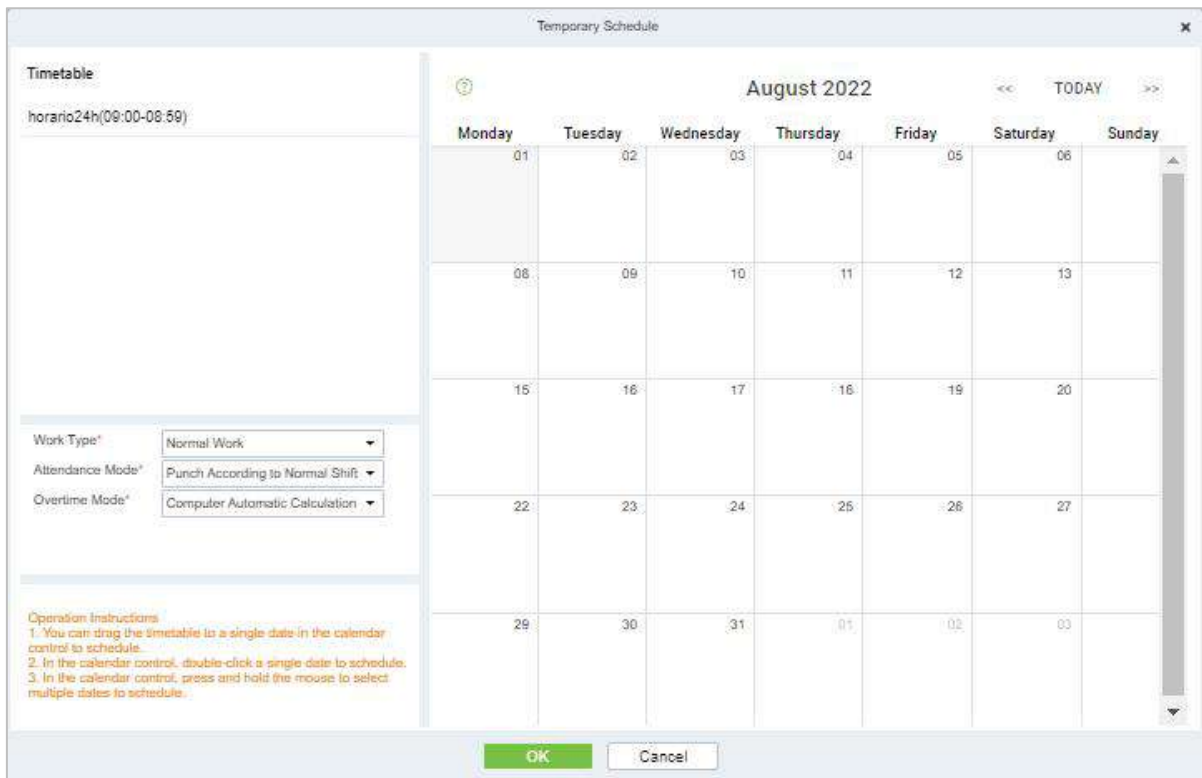 Temporary Schedule
Timetable
horario24h(09:00-08:59)
Work Type* Normal Work
Attendance Mode* Punch According to Normal Shift
Overtime Mode* Computer Automatic Calculation
Operation Instructions
1. You can drag the timetable to a single date in the calendar
control to schedule.
2. In the calendar control, double-click a single date to schedule.
3. In the calendar control, press and hold the mouse to select
multiple dates to schedule.
August 2022
<< TODAY >>
Monday Tuesday Wednesday Thursday Friday Saturday Sunday
01 02 03 04 05 06
08 09 10 11 12 13
15 16 17 18 19 20
22 23 24 25 26 27
29 30 31 01 02 03
OK Cancel